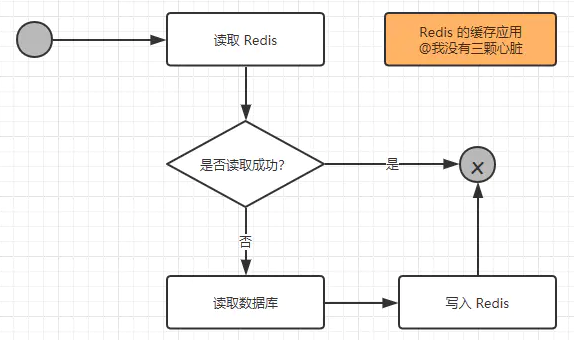 读取 Redis
Redis 的缓存应用
@我没有三颗心脏
是否读取成功?
是
否
读取数据库
写入 Redis